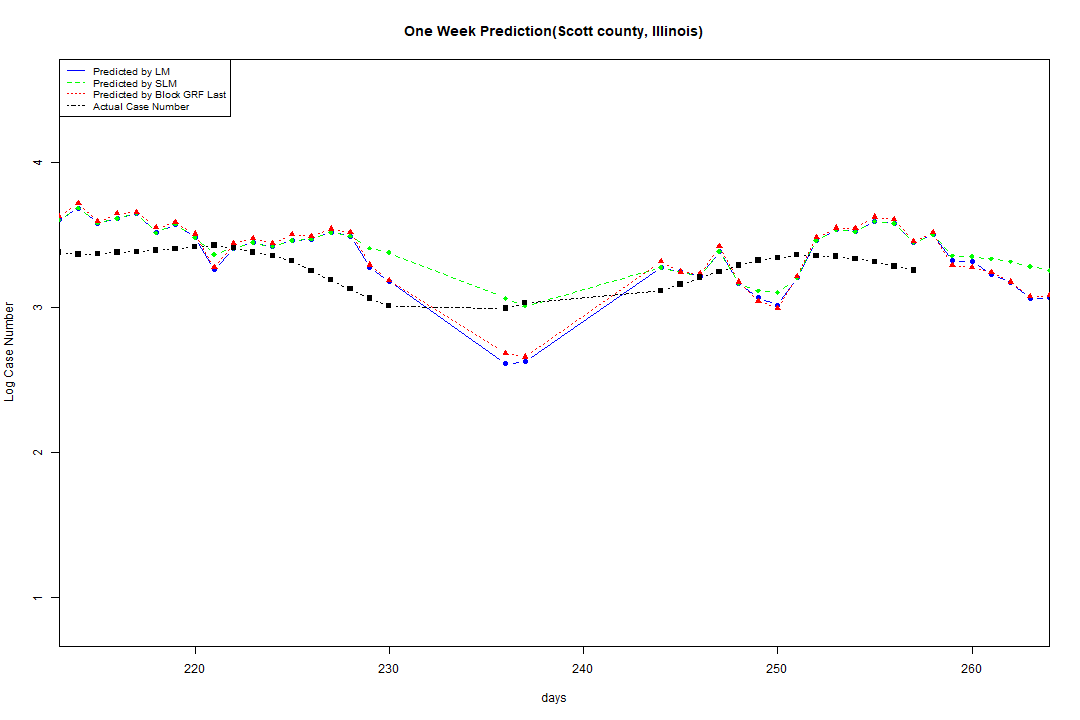 One Week Prediction(Scott county, Illinois)
Predicted by LM
Predicted by SLM
Predicted by Block GRF Last
Actual Case Number
4
3
2
1
Log Case Number
220 230 240 250 260
days